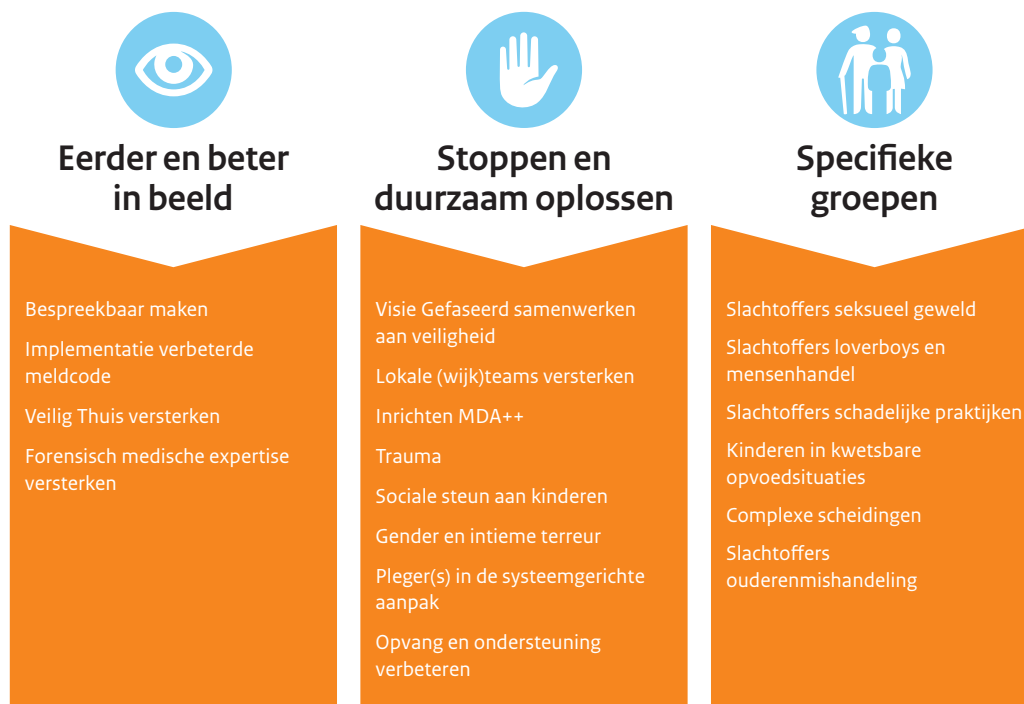 Eerder en beter
in beeld
Bespreekbaar maken
Implementatie verbeterde
meldcode
Veilig Thuis versterken
Forensisch medische expertise
versterken
Stoppen en
duurzaam oplossen
Visie Gefaseerd samenwerken
aan veiligheid
Lokale (wijk)teams versterken
Inrichten MDA++
Trauma
Sociale steun aan kinderen
Gender en intieme terreur
Pleger(s) in de systeemgerichte
aanpak
Opvang en ondersteuning
verbeteren
Specifieke
groepen
Slachtoffers seksueel geweld
Slachtoffers loverboys en
mensenhandel
Slachtoffers schadelijke praktijken
Kinderen in kwetsbare
opvoedsituaties
Complexe scheidingen
Slachtoffers
ouderenmishandeling